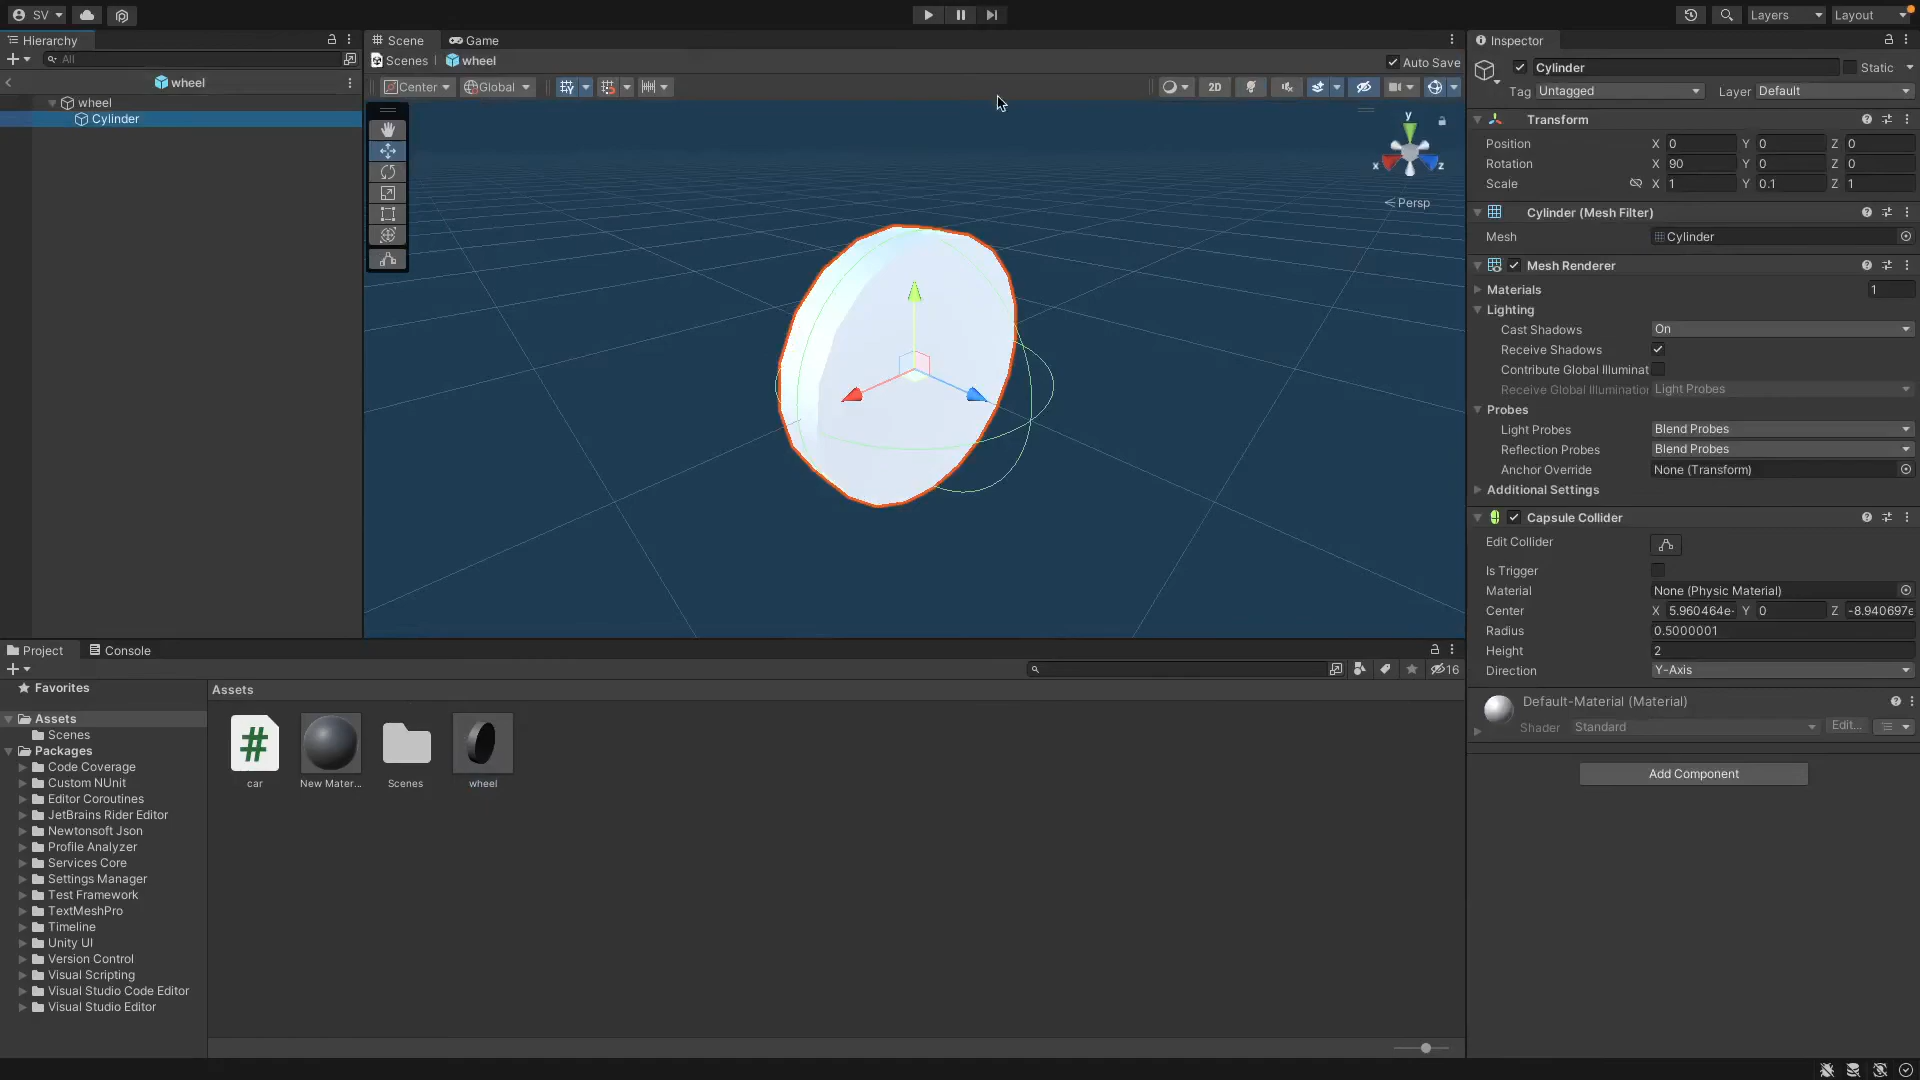 SV
Layers
Layout
Hierarchy
All
wheel
wheel
Cylinder
Scene
Game
Scenes
wheel
Auto Save
Center
Global
2D
y
x
z
Persp
Inspector
Cylinder
Static
Tag Untagged
Layer Default
Transform
Position X 0 Y 0 Z 0
Rotation X 90 Y 0 Z 0
Scale X 1 Y 0.1 Z 1
Cylinder (Mesh Filter)
Mesh Cylinder
Mesh Renderer
Materials 1
Lighting
Cast Shadows On
Receive Shadows
Contribute Global Illuminat
Receive Global Illumination Light Probes
Probes
Light Probes Blend Probes
Reflection Probes Blend Probes
Anchor Override None (Transform)
Additional Settings
Capsule Collider
Edit Collider
Is Trigger
Material None (Physic Material)
Center X 5.960464e- Y 0 Z -8.940697e
Radius 0.5000001
Height 2
Direction Y-Axis
Default-Material (Material)
Shader Standard Edit...
Add Component
Project
Console
16
Favorites
Assets
Scenes
Packages
Code Coverage
Custom NUnit
Editor Coroutines
JetBrains Rider Editor
Newtonsoft Json
Profile Analyzer
Services Core
Settings Manager
Test Framework
TextMeshPro
Timeline
Unity UI
Version Control
Visual Scripting
Visual Studio Code Editor
Visual Studio Editor
Assets
#
car
New Mater...
Scenes
wheel